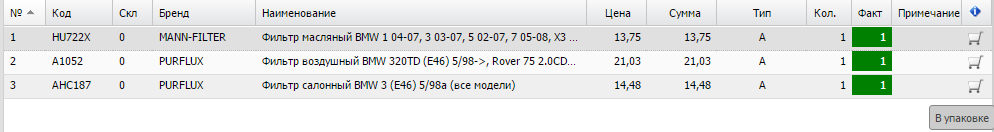 № Код Скл Бренд Наименование Цена Сумма Тип Кол. Факт Примечание
1 HU722X 0 MANN-FILTER Фильтр масляный BMW 1 04-07, 3 03-07, 5 02-07, 7 05-08, X3 ... 13,75 13,75 A 1 1
2 A1052 0 PURFLUX Фильтр воздушный BMW 320TD (E46) 5/98->, Rover 75 2.0CD... 21,03 21,03 A 1 1
3 AHC187 0 PURFLUX Фильтр салонный BMW 3 (E46) 5/98a (все модели) 14,48 14,48 A 1 1
В упаковке